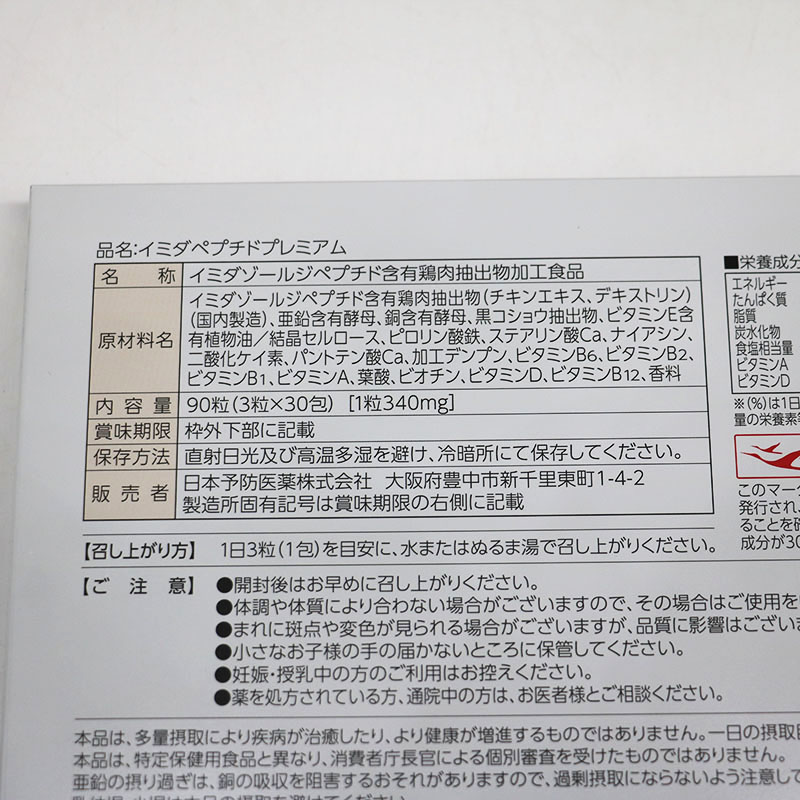 品名:イミダペプチドプレミアム
名称 イミダゾールジペプチド含有鶏肉抽出物加工食品
原材料名 イミダゾールジペプチド含有鶏肉抽出物(チキンエキス、デキストリン)
(国内製造)、亜鉛含有酵母、銅含有酵母、黒コショウ抽出物、ビタミンE含
有植物油/結晶セルロース、ピロリン酸鉄、ステアリン酸Ca、ナイアシン、
二酸化ケイ素、パントテン酸Ca、加工デンプン、ビタミンB6、ビタミンB2、
ビタミンB1、ビタミンA、葉酸、ビオチン、ビタミンD、ビタミンB12、香料
内容量 90粒(3粒×30包) [1粒340mg]
賞味期限 枠外下部に記載
保存方法 直射日光及び高温多湿を避け、冷暗所にて保存してください。
販売者 日本予防医薬株式会社 大阪府豊中市新千里東町1-4-2
製造所固有記号は賞味期限の右側に記載
【召し上がり方】 1日3粒(1包)を目安に、水またはぬるま湯で召し上がりください。
【ご注意】 ●開封後はお早めに召し上がりください。
●体調や体質により合わない場合がございますので、その場合はご使用を
●まれに斑点や変色が見られる場合がございますが、品質に影響はござい
●小さなお子様の手の届かないところに保管してください。
●妊娠・授乳中の方のご利用はお控えください。
●薬を処方されている方、通院中の方は、お医者様とご相談ください。
本品は、多量摂取により疾病が治癒したり、より健康が増進するものではありません。一日の摂取
本品は、特定保健用食品と異なり、消費者庁長官による個別審査を受けたものではありません。
亜鉛の摂り過ぎは、銅の吸収を阻害するおそれがありますので、過剰摂取にならないよう注意して
■栄養成分
エネルギー
たんぱく質
脂質
炭水化物
食塩相当量
ビタミンA
ビタミンD
※(%)は1日
量の栄養素等
このマーク
発行され、
ることを確
成分が30